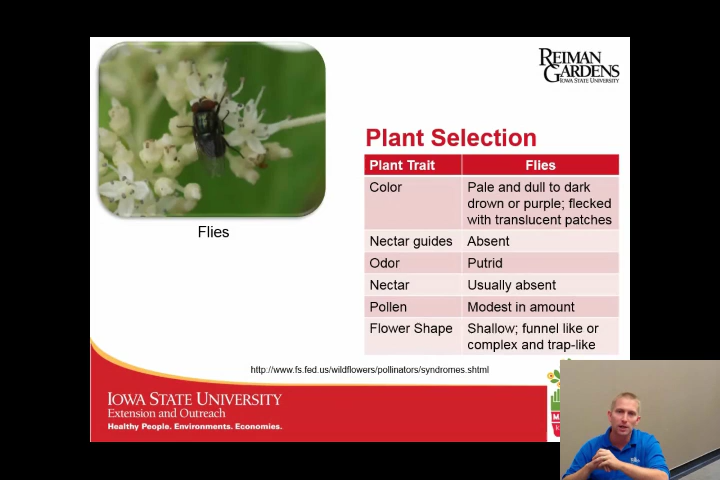 REIMAN
GARDENS
IOWA STATE UNIVERSITY
Plant Selection
Plant Trait Flies
Color Pale and dull to dark
drown or purple; flecked
with translucent patches
Nectar guides Absent
Odor Putrid
Nectar Usually absent
Pollen Modest in amount
Flower Shape Shallow; funnel like or
complex and trap-like
Flies
http://www.fs.fed.us/wildflowers/pollinators/syndromes.shtml
IOWA STATE UNIVERSITY
Extension and Outreach
Healthy People. Environments. Economies.